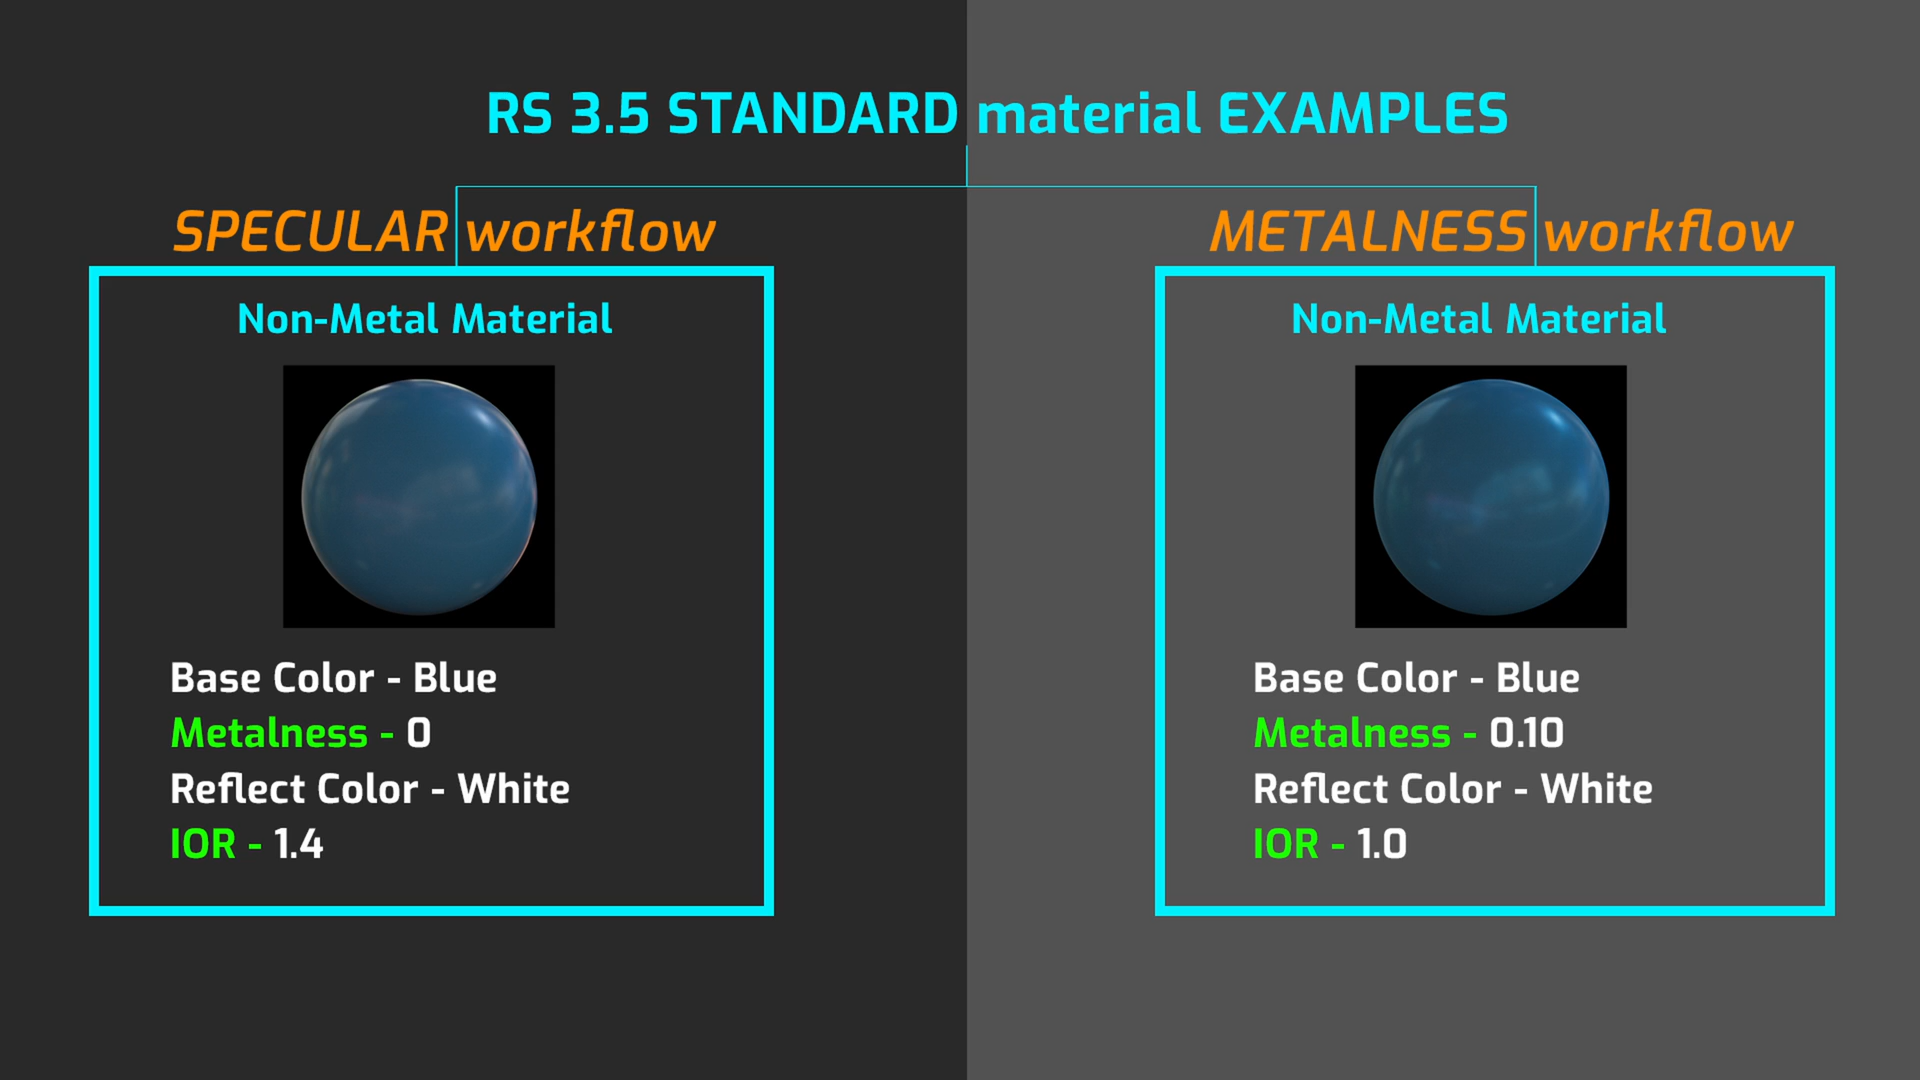 RS 3.5 STANDARD material EXAMPLES
SPECULAR workflow
Non-Metal Material
Base Color - Blue
Metalness - 0
Reflect Color - White
IOR - 1.4
METALNESS workflow
Non-Metal Material
Base Color - Blue
Metalness - 0.10
Reflect Color - White
IOR - 1.0